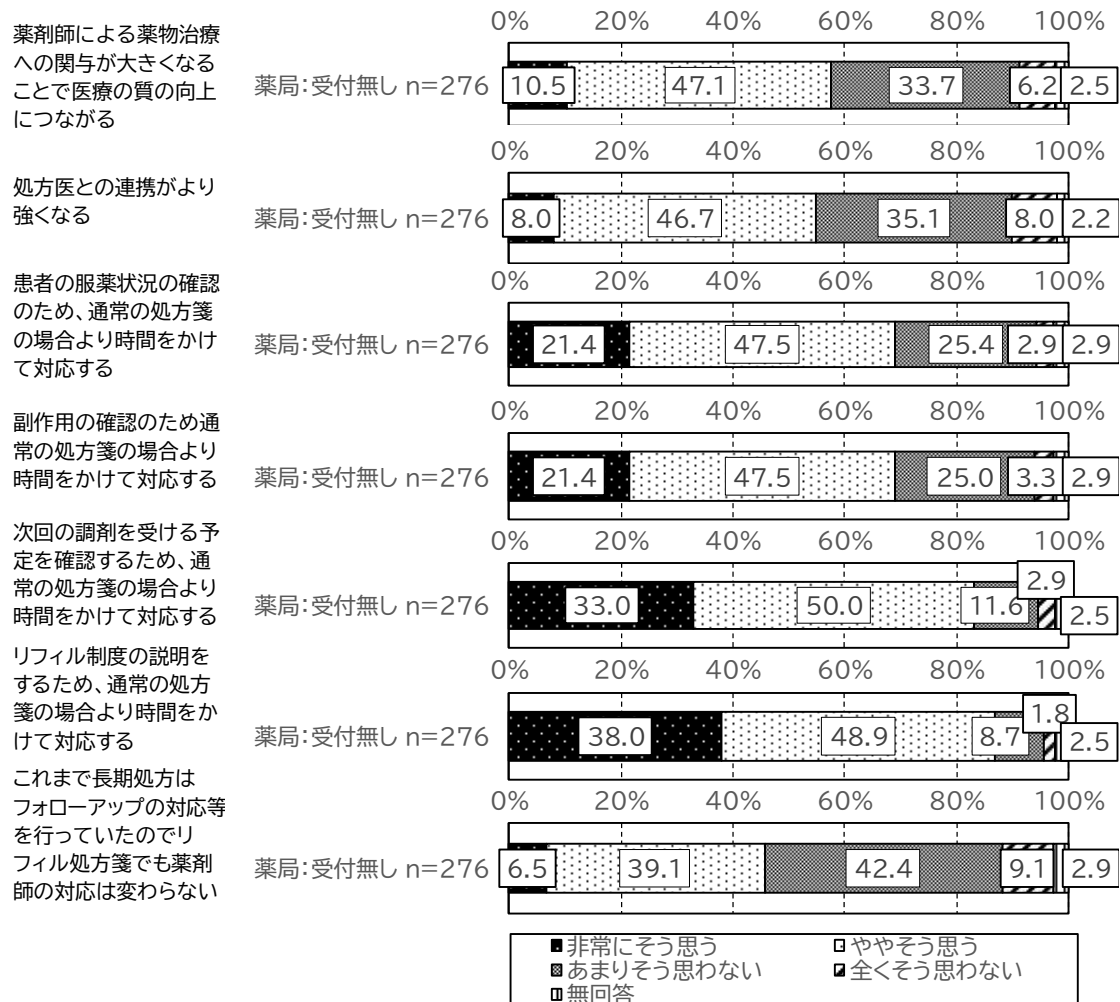 0% 20% 40% 60% 80% 100%
薬剤師による薬物治療
への関与が大きくなる
ことで医療の質の向上
につながる
薬局:受付無し n=276 10.5 47.1 33.7 6.2 2.5
0% 20% 40% 60% 80% 100%
処方医との連携がより
強くなる
薬局:受付無し n=276 8.0 46.7 35.1 8.0 2.2
0% 20% 40% 60% 80% 100%
患者の服薬状況の確認
のため、通常の処方箋
の場合より時間をかけ
て対応する
薬局:受付無し n=276 21.4 47.5 25.4 2.9 2.9
0% 20% 40% 60% 80% 100%
副作用の確認のため通
常の処方箋の場合より
時間をかけて対応する
薬局:受付無し n=276 21.4 47.5 25.0 3.3 2.9
0% 20% 40% 60% 80% 100%
次回の調剤を受ける予
定を確認するため、通
常の処方箋の場合より
時間をかけて対応する
薬局:受付無し n=276 33.0 50.0 11.6 2.9 2.5
0% 20% 40% 60% 80% 100%
リフィル制度の説明を
するため、通常の処方
箋の場合より時間をか
けて対応する
薬局:受付無し n=276 38.0 48.9 8.7 1.8 2.5
0% 20% 40% 60% 80% 100%
これまで長期処方は
フォローアップの対応等
を行っていたのでリ
フィル処方箋でも薬剤
師の対応は変わらない
薬局:受付無し n=276 6.5 39.1 42.4 9.1 2.9
非常にそう思う ややそう思う
あまりそう思わない 全くそう思わない
無回答